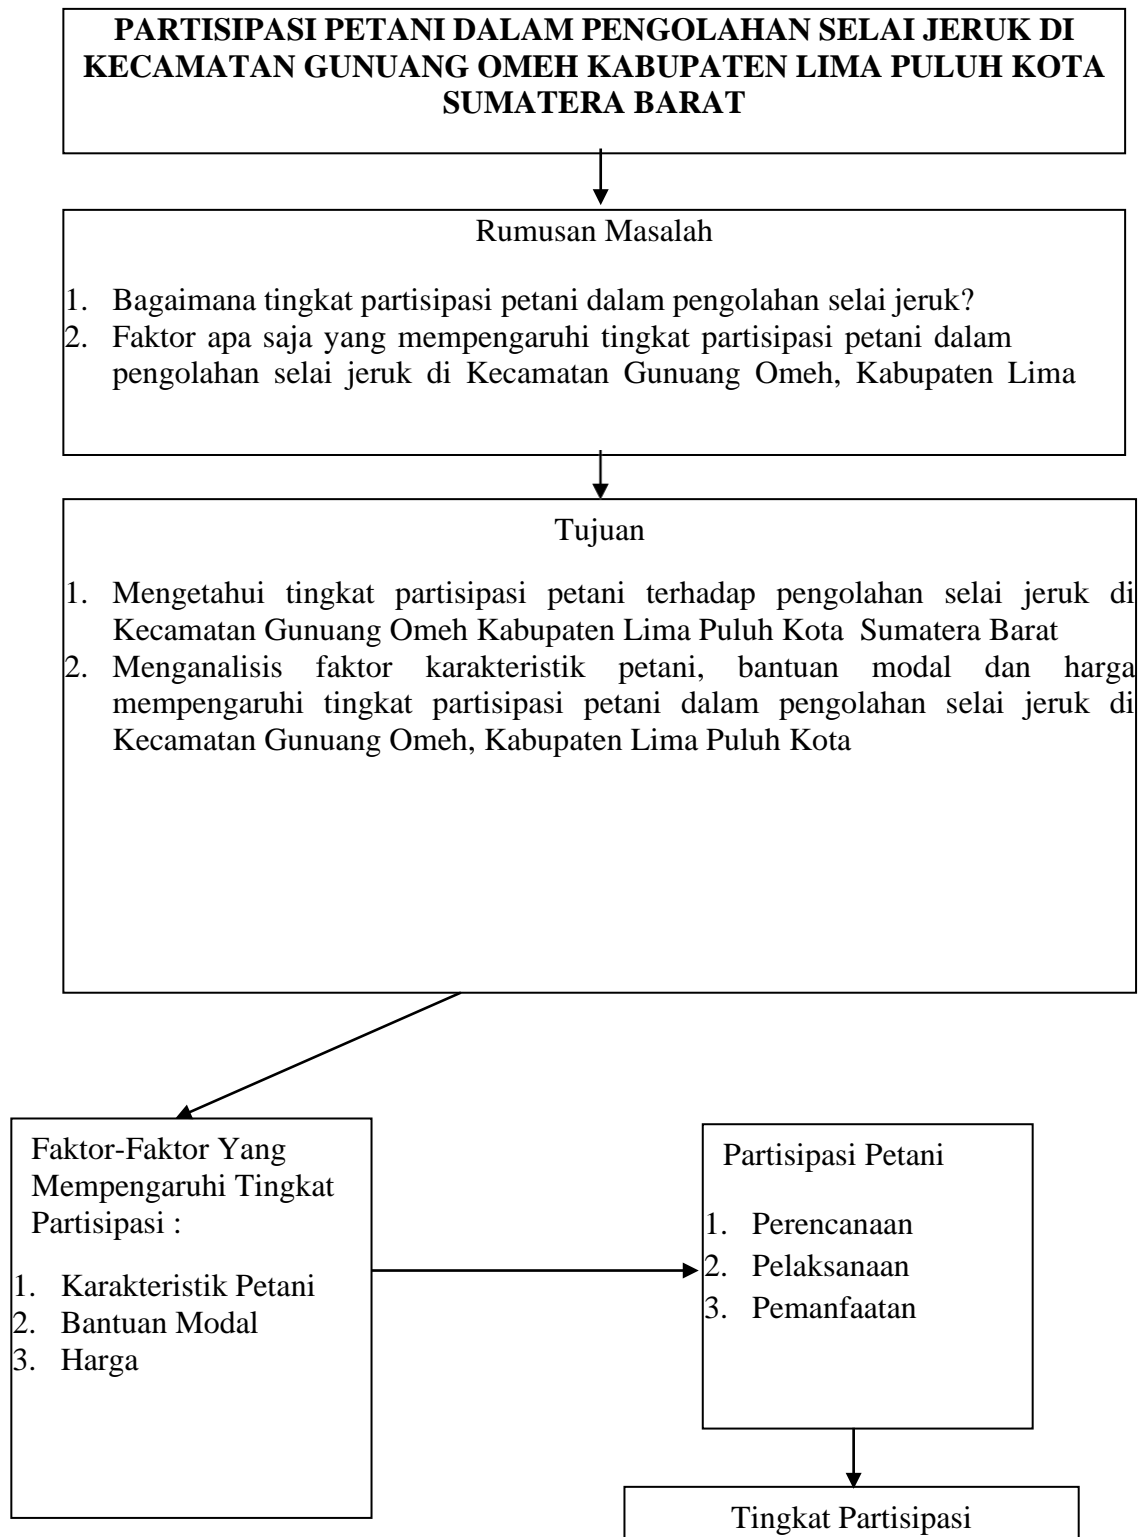 PARTISIPASI PETANI DALAM PENGOLAHAN SELAI JERUK DI
KECAMATAN GUNUANG OMEH KABUPATEN LIMA PULUH KOTA
SUMATERA BARAT
Rumusan Masalah
1. Bagaimana tingkat partisipasi petani dalam pengolahan selai jeruk?
2. Faktor apa saja yang mempengaruhi tingkat partisipasi petani dalam
pengolahan selai jeruk di Kecamatan Gunuang Omeh, Kabupaten Lima
Tujuan
1. Mengetahui tingkat partisipasi petani terhadap pengolahan selai jeruk di
Kecamatan Gunuang Omeh Kabupaten Lima Puluh Kota Sumatera Barat
2. Menganalisis faktor karakteristik petani, bantuan modal dan harga
mempengaruhi tingkat partisipasi petani dalam pengolahan selai jeruk di
Kecamatan Gunuang Omeh, Kabupaten Lima Puluh Kota
Faktor-Faktor Yang
Mempengaruhi Tingkat
Partisipasi :
1. Karakteristik Petani
2. Bantuan Modal
3. Harga
Partisipasi Petani
1. Perencanaan
2. Pelaksanaan
3. Pemanfaatan
Tingkat Partisipasi